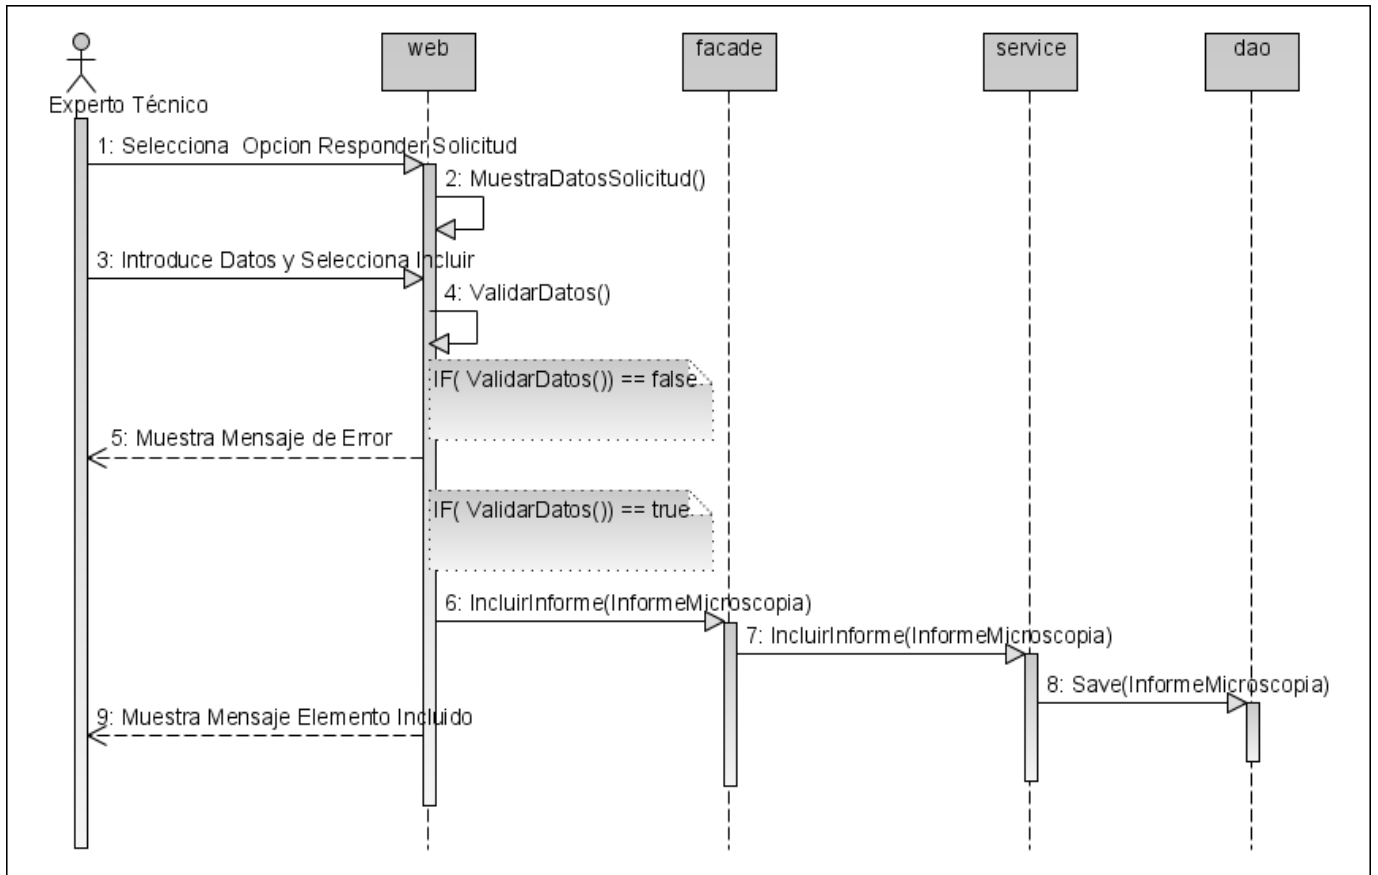 web
facade
service
dao
Experto Técnico
1: Selecciona  Opcion Responder Solicitud
2: MuestraDatosSolicitud()
3: Introduce Datos y Selecciona Incluir
4: ValidarDatos()
IF( ValidarDatos()) == false
5: Muestra Mensaje de Error
IF( ValidarDatos()) == true
6: IncluirInforme(InformeMicroscopia)
7: IncluirInforme(InformeMicroscopia)
8: Save(InformeMicroscopia)
9: Muestra Mensaje Elemento Incluido